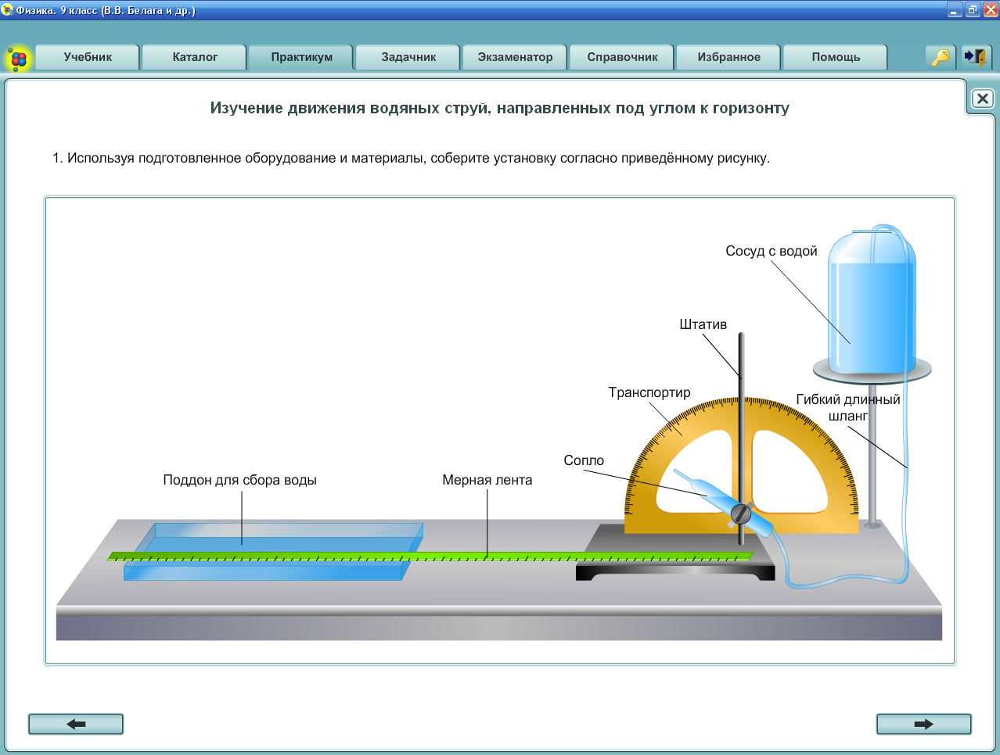 Физика. 9 класс (В.В. Белага и др.)
Учебник
Каталог
Практикум
Задачник
Экзаменатор
Справочник
Избранное
Помощь
Изучение движения водяных струй, направленных под углом к горизонту
1. Используя подготовленное оборудование и материалы, соберите установку согласно приведённому рисунку.
Сосуд с водой
Штатив
Транспортир
Гибкий длинный
шланг
Сопло
Поддон для сбора воды
Мерная лента